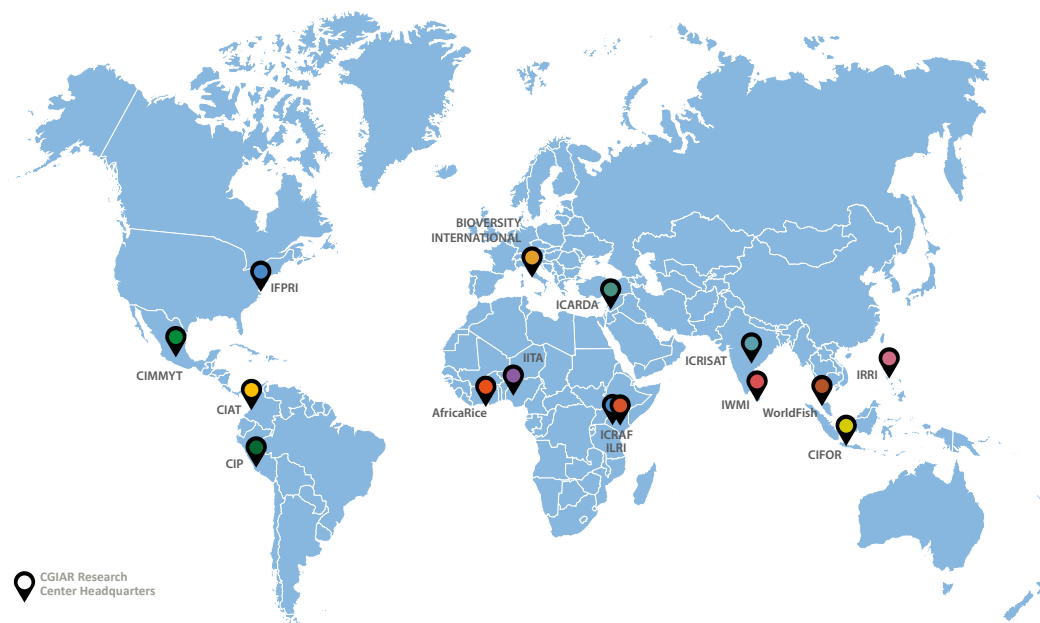 BIOVERSITY
INTERNATIONAL
IFPRI
ICARDA
CIMMYT
IITA
ICRISAT
IRRI
CIAT
AfricaRice
IWMI
WorldFish
ICRAF
ILRI
CIFOR
CIP
CGIAR Research
Center Headquarters